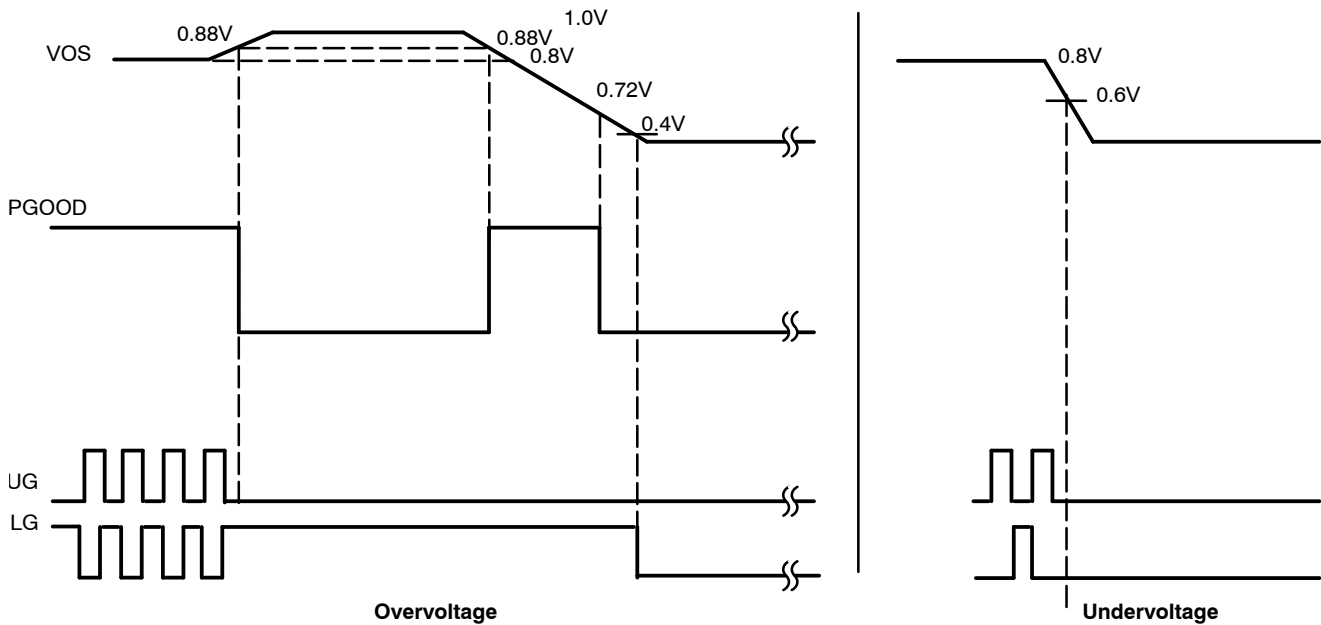 1.0V
0.88V
VOS
0.88V
0.8V
0.72V
0.4V
0.8V
0.6V
PGOOD
UG
LG
Overvoltage
Undervoltage